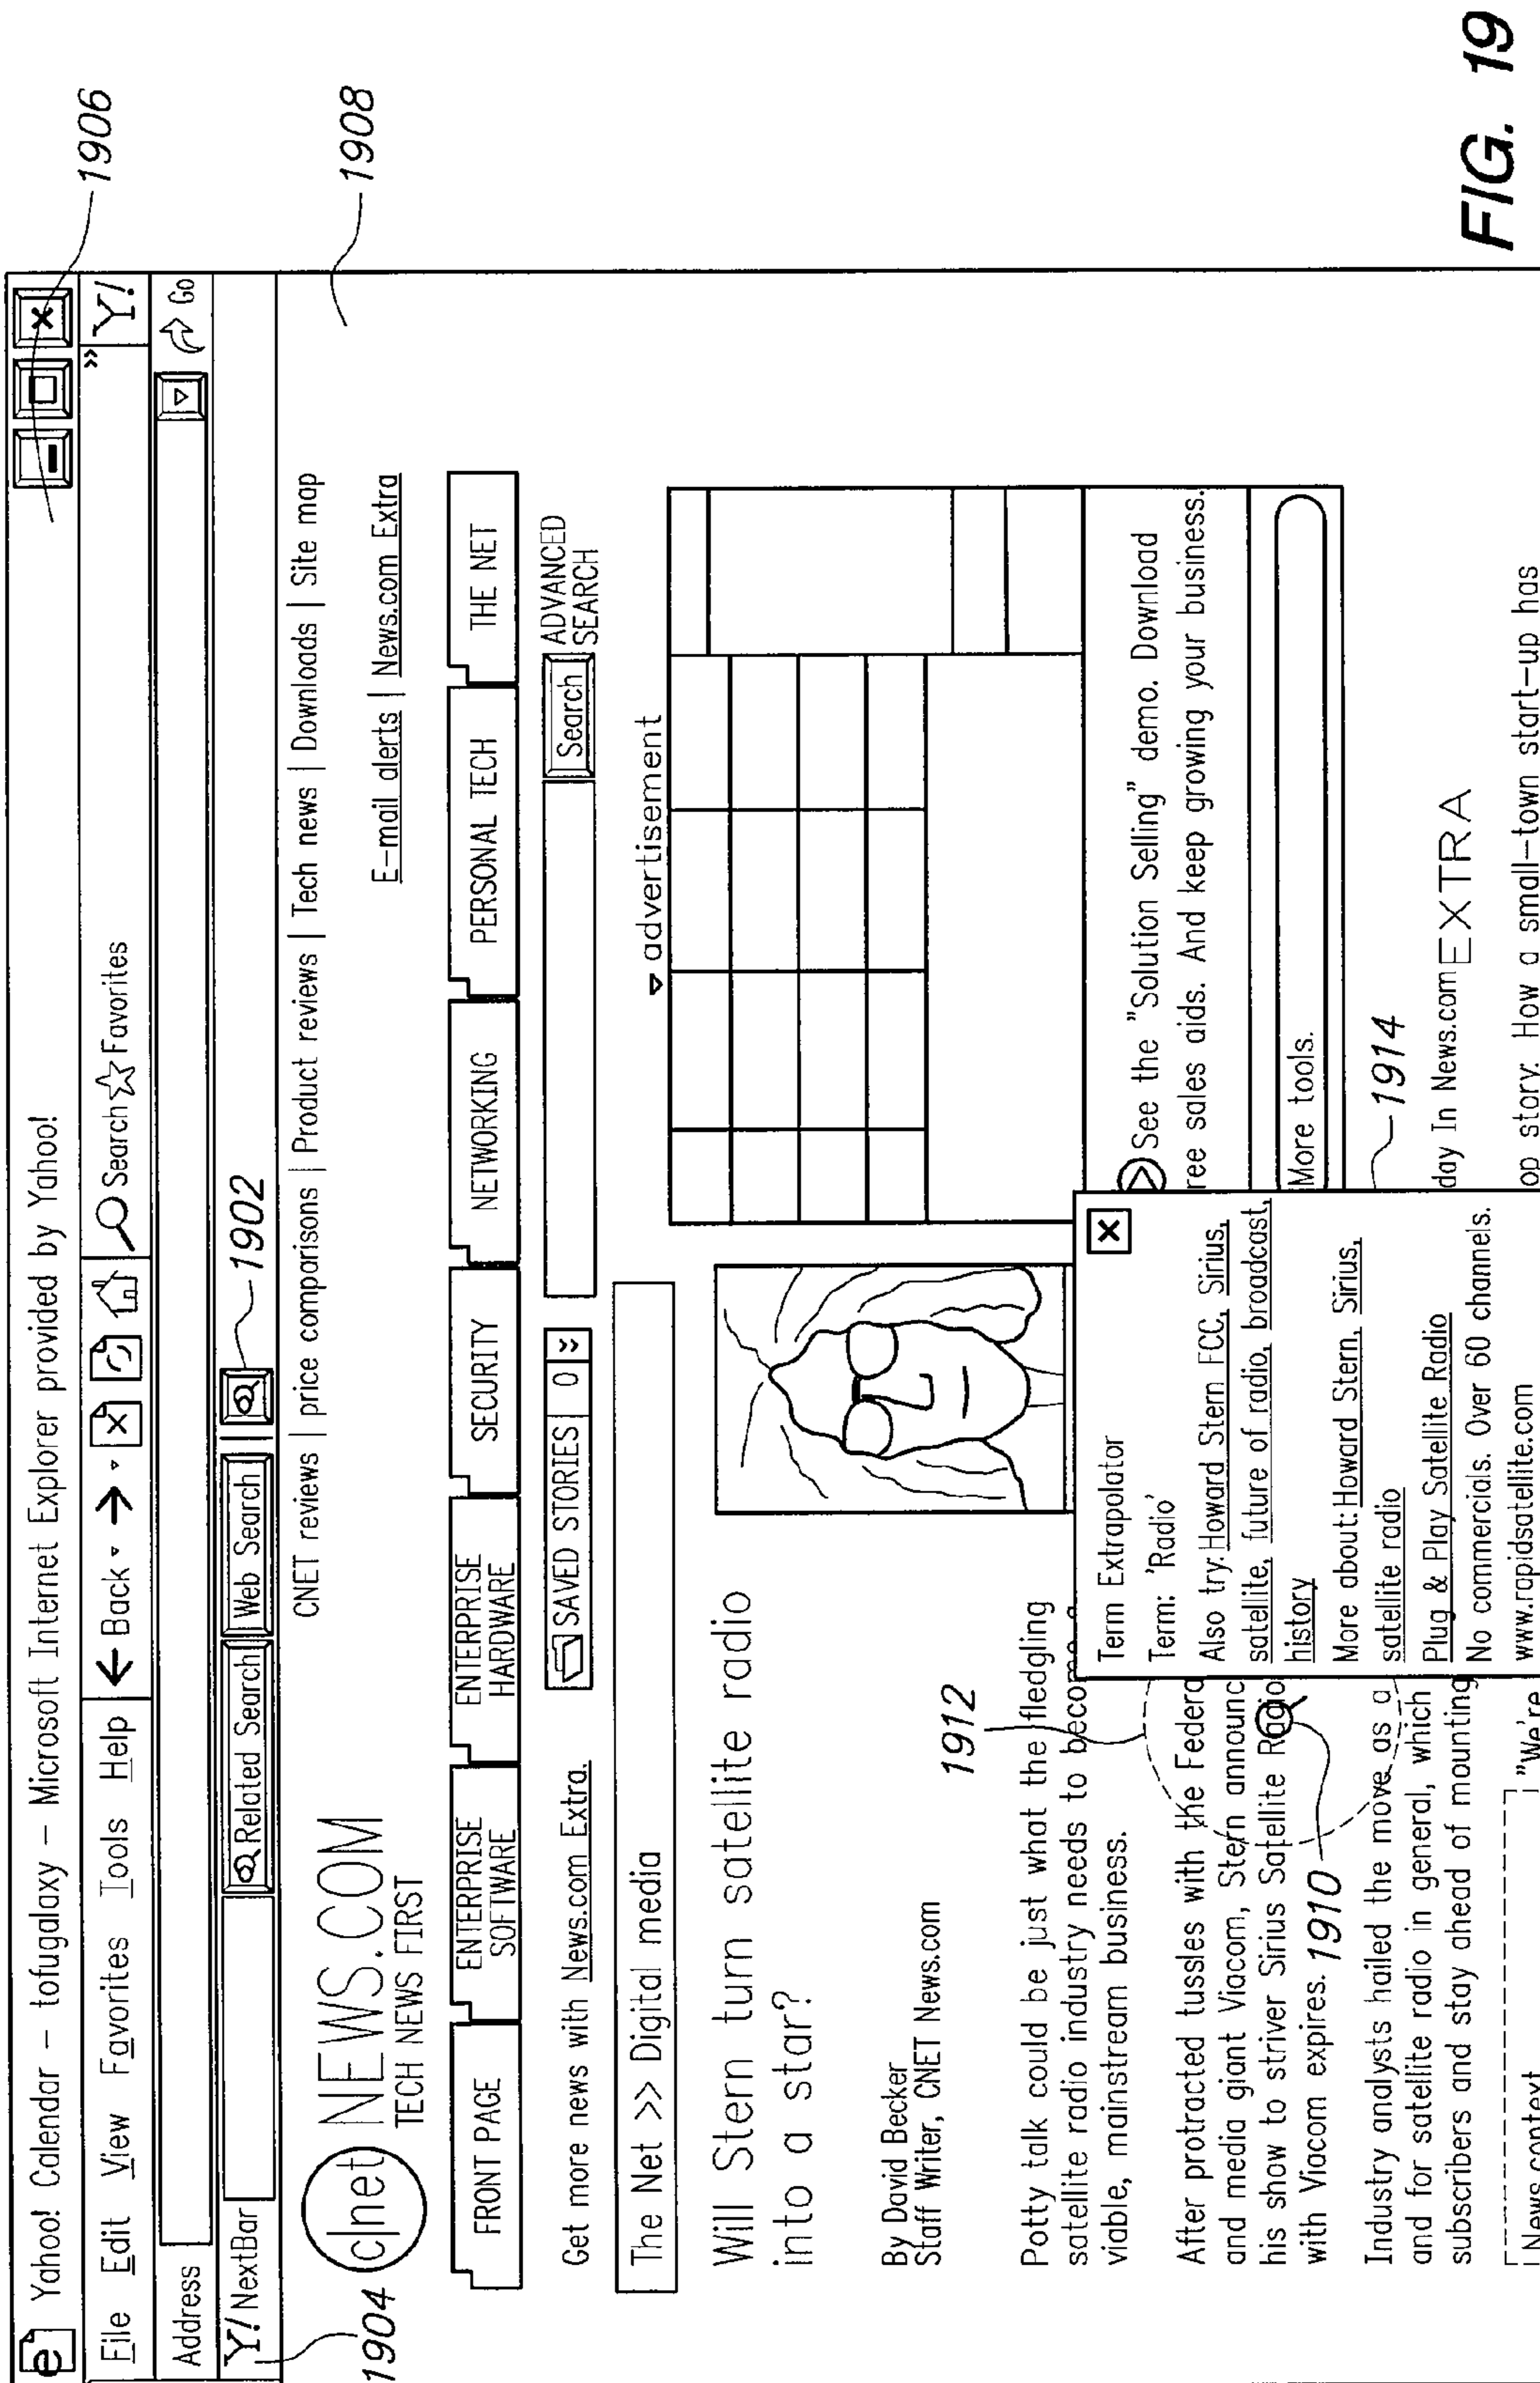 Yahoo! Calendar – tofugalaxy – Microsoft Internet Explorer provided by Yahoo!
1906
File Edit View Favorites Tools Help
Back
Search Favorites
Y!
Address
Go
Y! NextBar
Related Search
Web Search
1902
1904
1908
CNET reviews | price comparisons | Product reviews | Tech news | Downloads | Site map
c|net NEWS.COM
TECH NEWS FIRST
E–mail alerts | News.com Extra
FRONT PAGE
ENTERPRISE
SOFTWARE
ENTERPRISE
HARDWARE
SECURITY
NETWORKING
PERSONAL TECH
THE NET
Get more news with News.com Extra.
SAVED STORIES 0
Search
ADVANCED
SEARCH
The Net >> Digital media
advertisement
Will Stern turn satellite radio
into a star?
By David Becker
Staff Writer, CNET News.com
1912
Potty talk could be just what the fledgling
satellite radio industry needs to become a
viable, mainstream business.
After protracted tussles with the Federa
and media giant Viacom, Stern announc
his show to striver Sirius Satellite Radio
with Viacom expires.
1910
Industry analysts hailed the move as a
and for satellite radio in general, which
subscribers and stay ahead of mounting
News context
"We're
Term Extrapolator
Term: 'Radio'
Also try: Howard Stern FCC, Sirius,
satellite, future of radio, broadcast,
history
More about: Howard Stern, Sirius,
satellite radio
Plug & Play Satellite Radio
No commercials. Over 60 channels.
www.rapidsatellite.com
See the "Solution Selling" demo. Download
ree sales aids. And keep growing your business.
More tools.
1914
day In News.com EXTRA
op story: How a small–town start–up has
FIG. 19